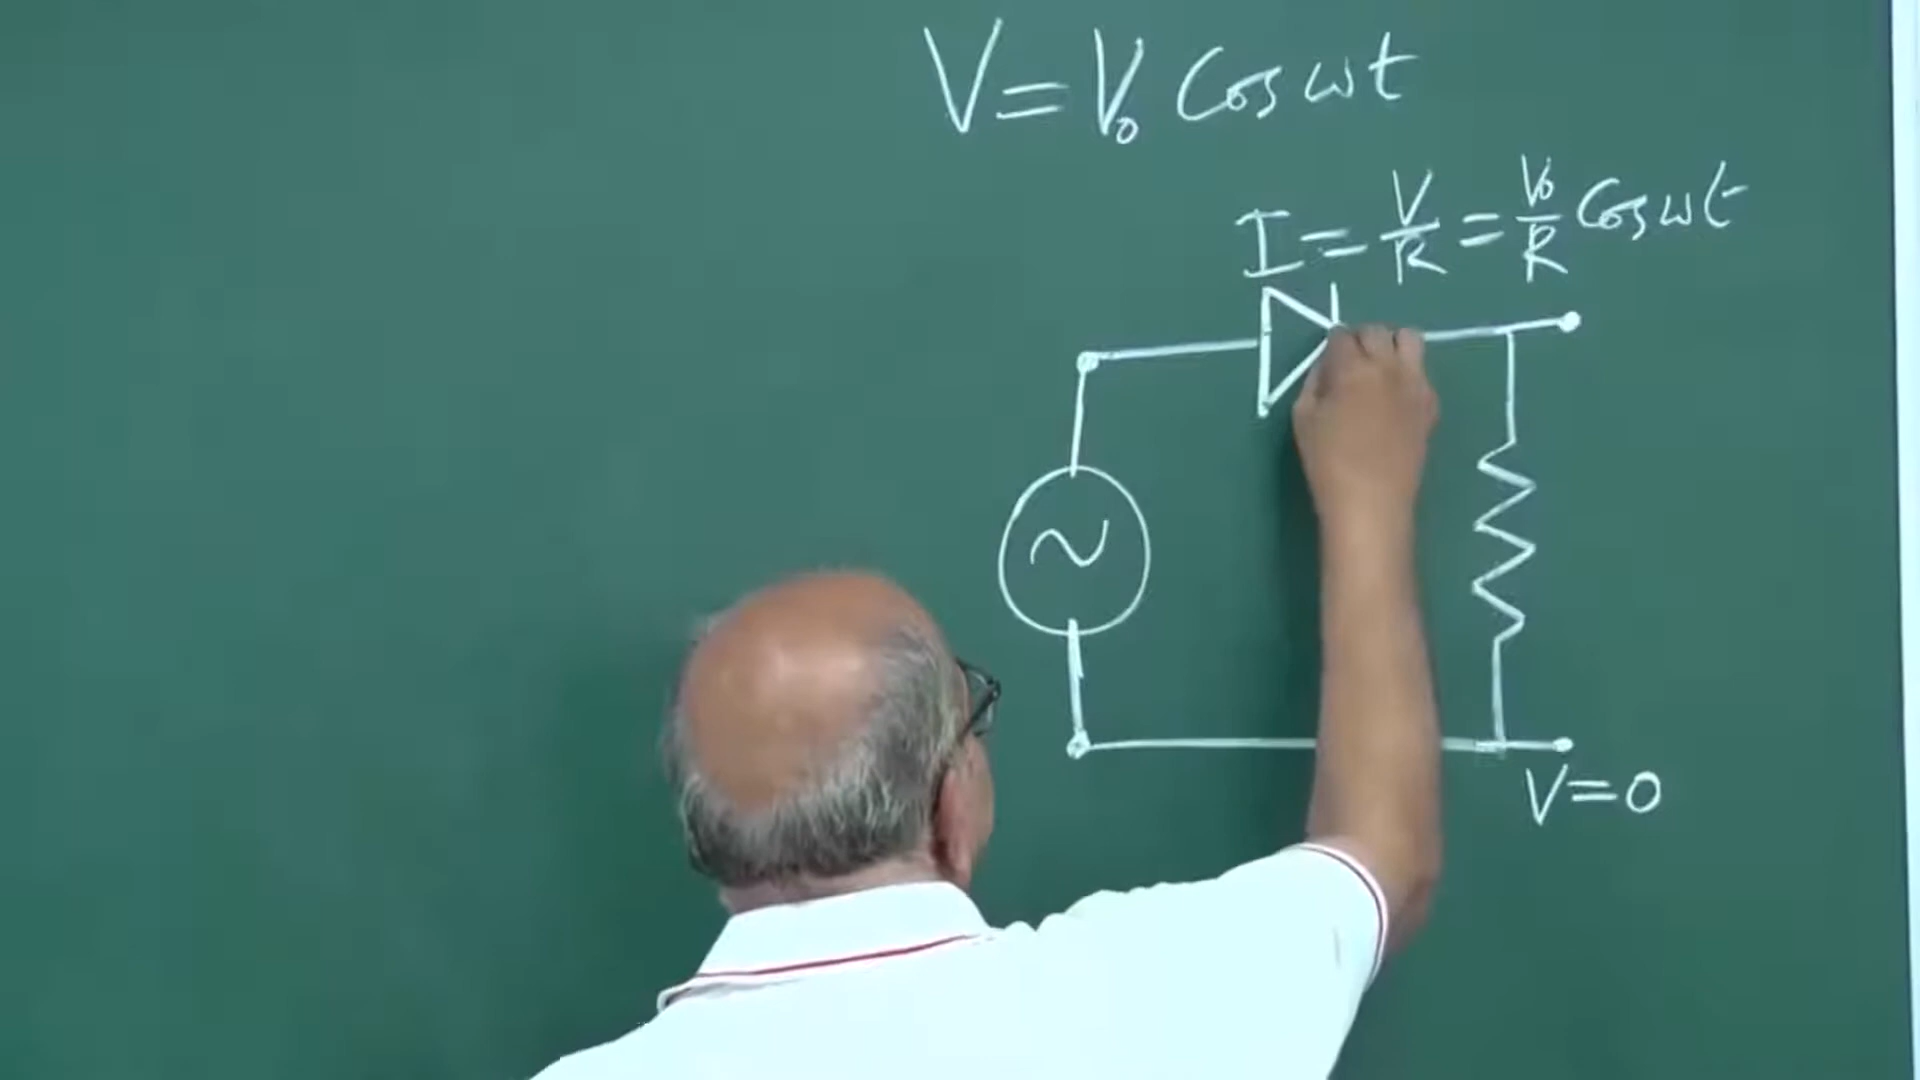 V = V₀ Cos ωt
I = V/R = V₀/R Cos ωt
V = 0